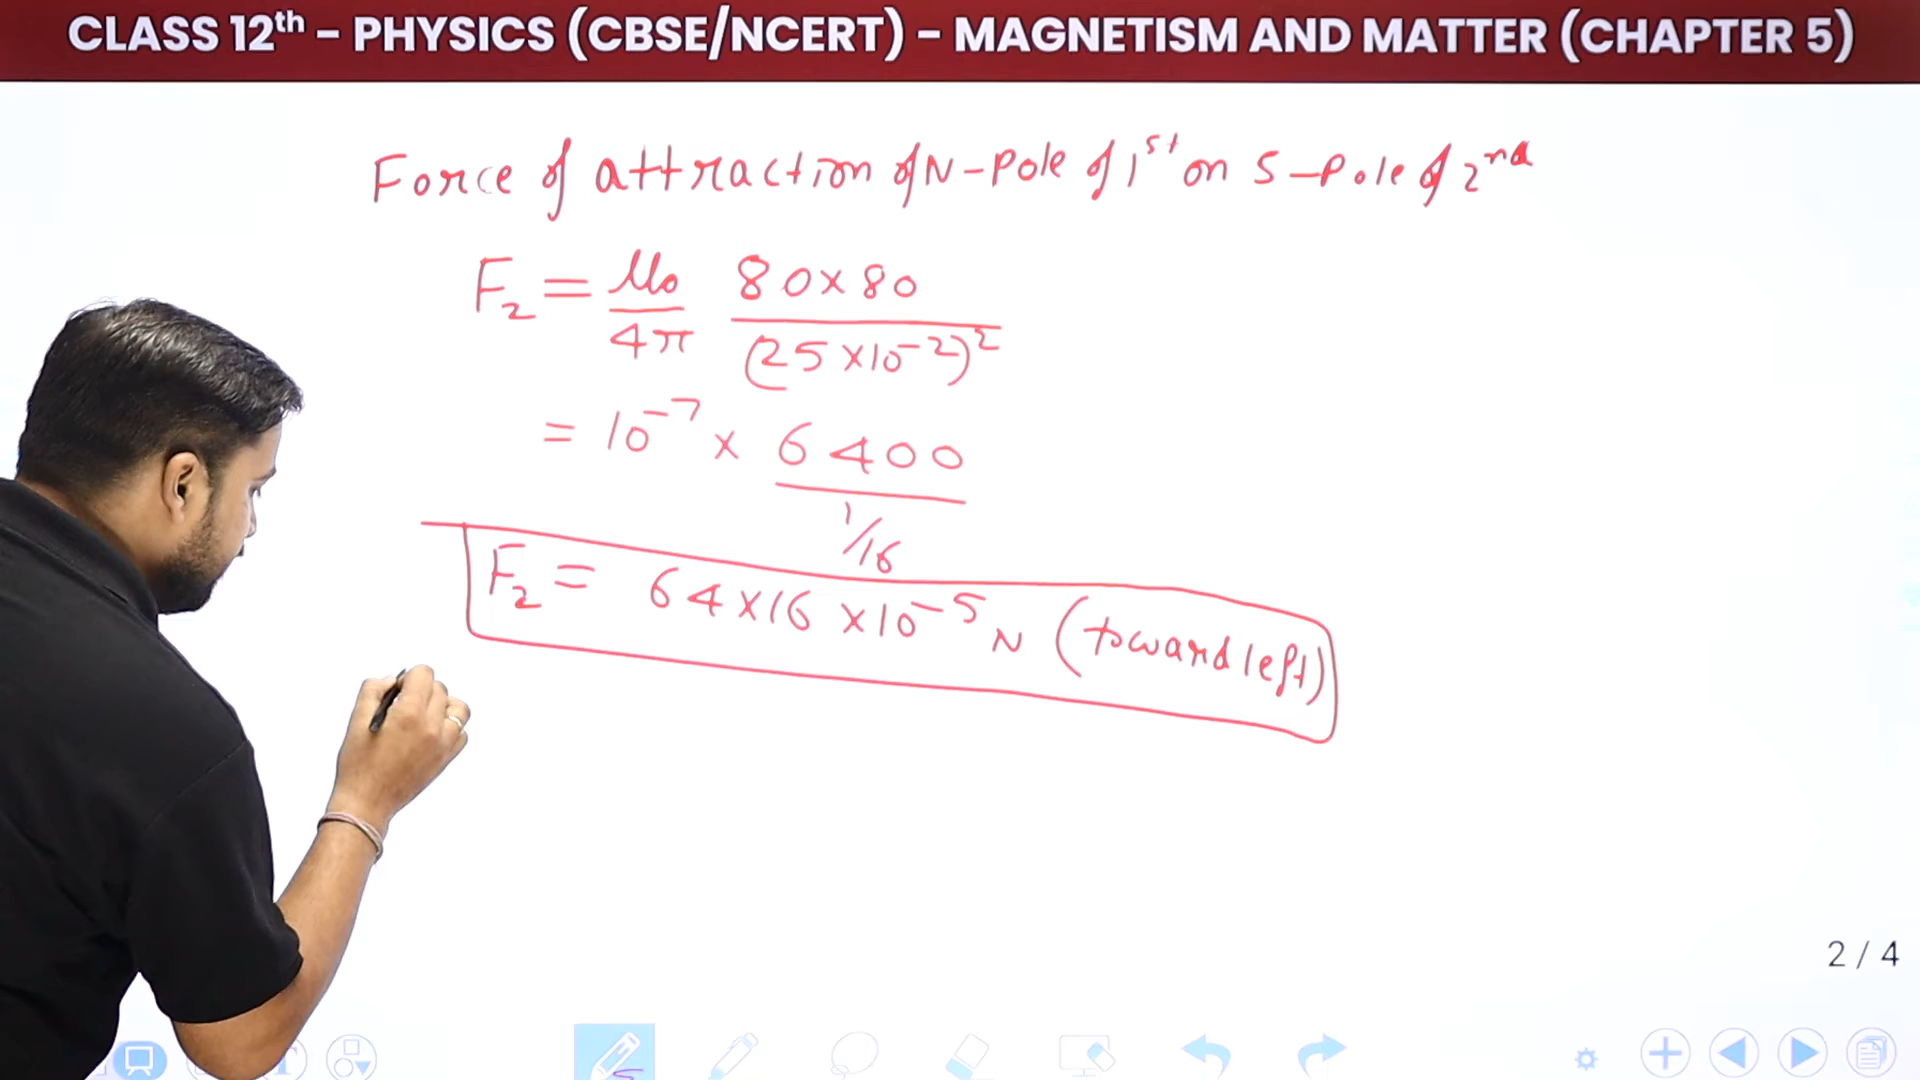 CLASS 12th – PHYSICS (CBSE/NCERT) – MAGNETISM AND MATTER (CHAPTER 5)
Force of attraction of N-Pole of 1st on S-Pole of 2nd
F₂ = μ₀/4π 80×80/(25×10⁻²)²
= 10⁻⁷ × 6400/(1/16)
F₂ = 64×16×10⁻⁵ N (toward left)
2 / 4